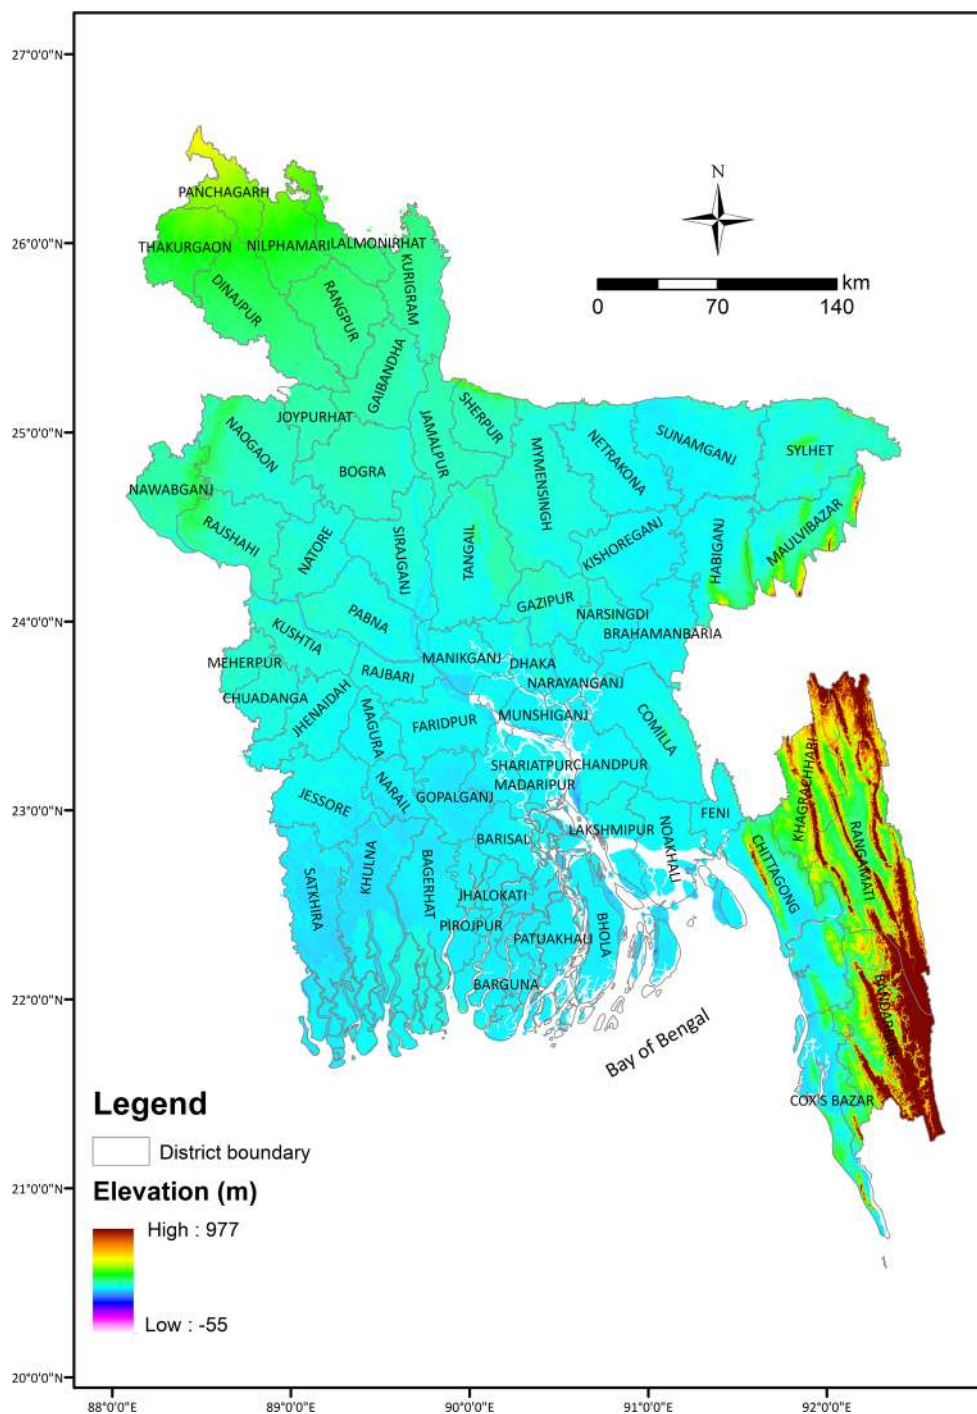 27°0'0"N
N
PANCHAGARH
26°0'0"N
THAKURGAON
NILPHAMARI
LALMONIRHAT
KURIGRAM
DINAJPUR
RANGPUR
km
0 70 140
GAIBANDHA
SHERPUR
JOYPURHAT
JAMALPUR
25°0'0"N
NAOGAON
MYMENSINGH
NETRAKONA
SUNAMGANJ
SYLHET
BOGRA
NAWABGANJ
RAJSHAHI
NATORE
SIRAJGANJ
TANGAIL
KISHOREGANJ
HABIGANJ
MAULVIBAZAR
GAZIPUR
NARSINGDI
24°0'0"N
PABNA
KUSHTIA
BRAHAMANBARIA
MEHERPUR
RAJBARI
MANIKGANJ
DHAKA
NARAYANGANJ
CHUADANGA
JHENAIDAH
MAGURA
FARIDPUR
MUNSHIGANJ
COMILLA
SHARIATPUR
CHANDPUR
MADARIPUR
KHAGRACHHARI
JESSORE
NARAIL
GOPALGANJ
23°0'0"N
FENI
BARISAL
LAKSHMIPUR
NOAKHALI
RANGAMATI
CHITTAGONG
SATKHIRA
KHULNA
BAGERHAT
JHALOKATI
PIROJPUR
PATUAKHALI
BHOLA
22°0'0"N
BARGUNA
BANDARBAN
Bay of Bengal
COX'S BAZAR
Legend
District boundary
Elevation (m)
High : 977
Low : -55
21°0'0"N
20°0'0"N
88°0'0"E 89°0'0"E 90°0'0"E 91°0'0"E 92°0'0"E